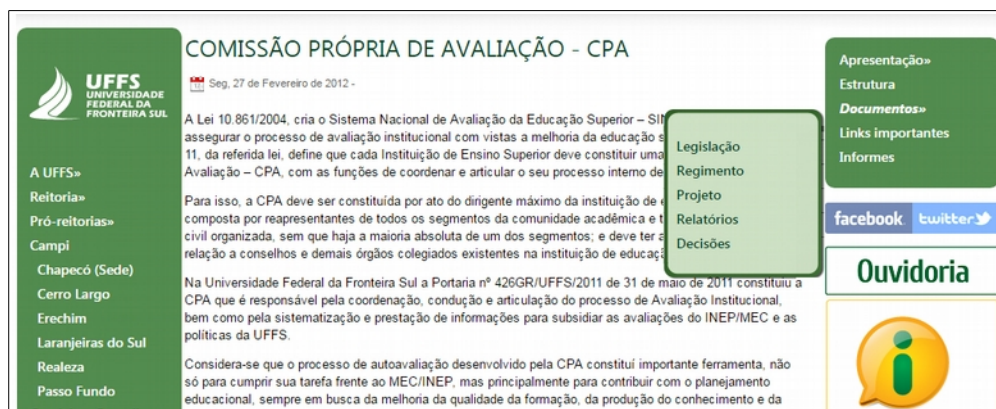 UFFS
UNIVERSIDADE
FEDERAL DA
FRONTEIRA SUL
A UFFS»
Reitoria»
Pró-reitorias»
Campi
Chapecó (Sede)
Cerro Largo
Erechim
Laranjeiras do Sul
Realeza
Passo Fundo
COMISSÃO PRÓPRIA DE AVALIAÇÃO - CPA
Seg, 27 de Fevereiro de 2012 -
A Lei 10.861/2004, cria o Sistema Nacional de Avaliação da Educação Superior –
assegurar o processo de avaliação institucional com vistas a melhoria da educação
11, da referida lei, define que cada Instituição de Ensino Superior deve constituir uma
Avaliação – CPA, com as funções de coordenar e articular o seu processo interno de
Para isso, a CPA deve ser constituída por ato do dirigente máximo da instituição de
composta por reapresentantes de todos os segmentos da comunidade acadêmica e
civil organizada, sem que haja a maioria absoluta de um dos segmentos; e deve ter
relação a conselhos e demais órgãos colegiados existentes na instituição de
Na Universidade Federal da Fronteira Sul a Portaria nº 426GR/UFFS/2011 de 31 de maio de 2011 constituiu a
CPA que é responsável pela coordenação, condução e articulação do processo de Avaliação Institucional,
bem como pela sistematização e prestação de informações para subsidiar as avaliações do INEP/MEC e as
políticas da UFFS.
Considera-se que o processo de autoavaliação desenvolvido pela CPA constituí importante ferramenta, não
só para cumprir sua tarefa frente ao MEC/INEP, mas principalmente para contribuir com o planejamento
educacional, sempre em busca da melhoria da qualidade da formação, da produção do conhecimento e da
Legislação
Regimento
Projeto
Relatórios
Decisões
Apresentação»
Estrutura
Documentos»
Links importantes
Informes
facebook twitter
Ouvidoria
i